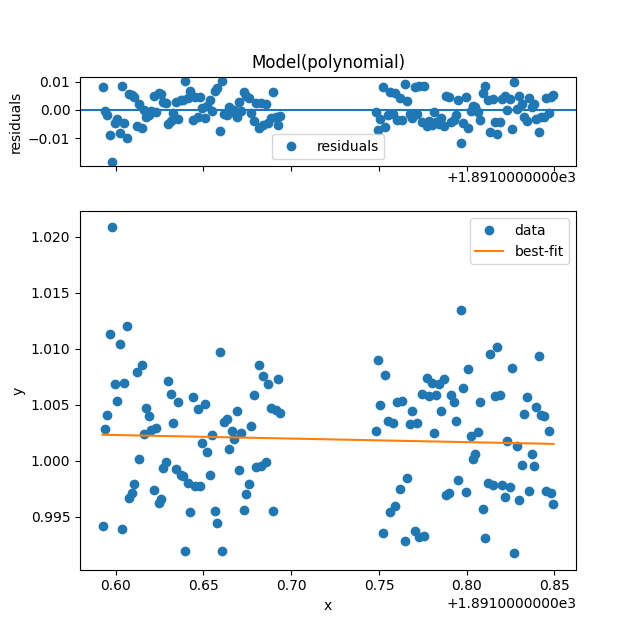 Model(polynomial)
0.01
0.00
−0.01
residuals
residuals
+1.8910000000e3
1.020
1.015
1.010
1.005
1.000
0.995
y
data
best-fit
0.60 0.65 0.70 0.75 0.80 0.85
x
+1.8910000000e3